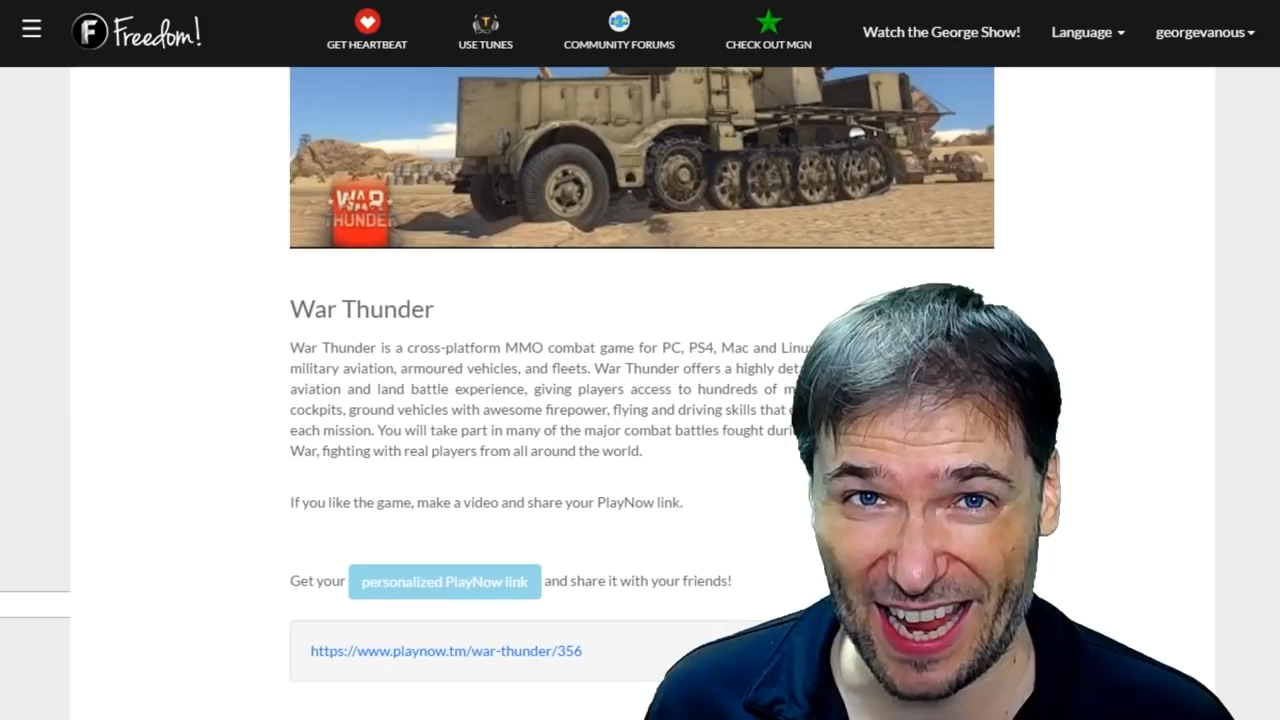 Freedom!
GET HEARTBEAT
USE TUNES
COMMUNITY FORUMS
CHECK OUT MGN
Watch the George Show!
Language
georgevanous
WAR
THUNDER
War Thunder
War Thunder is a cross-platform MMO combat game for PC, PS4, Mac and Linu
military aviation, armoured vehicles, and fleets. War Thunder offers a highly det
aviation and land battle experience, giving players access to hundreds of m
cockpits, ground vehicles with awesome firepower, flying and driving skills that
each mission. You will take part in many of the major combat battles fought duri
War, fighting with real players from all around the world.
If you like the game, make a video and share your PlayNow link.
Get your personalized PlayNow link and share it with your friends!
https://www.playnow.tm/war-thunder/356